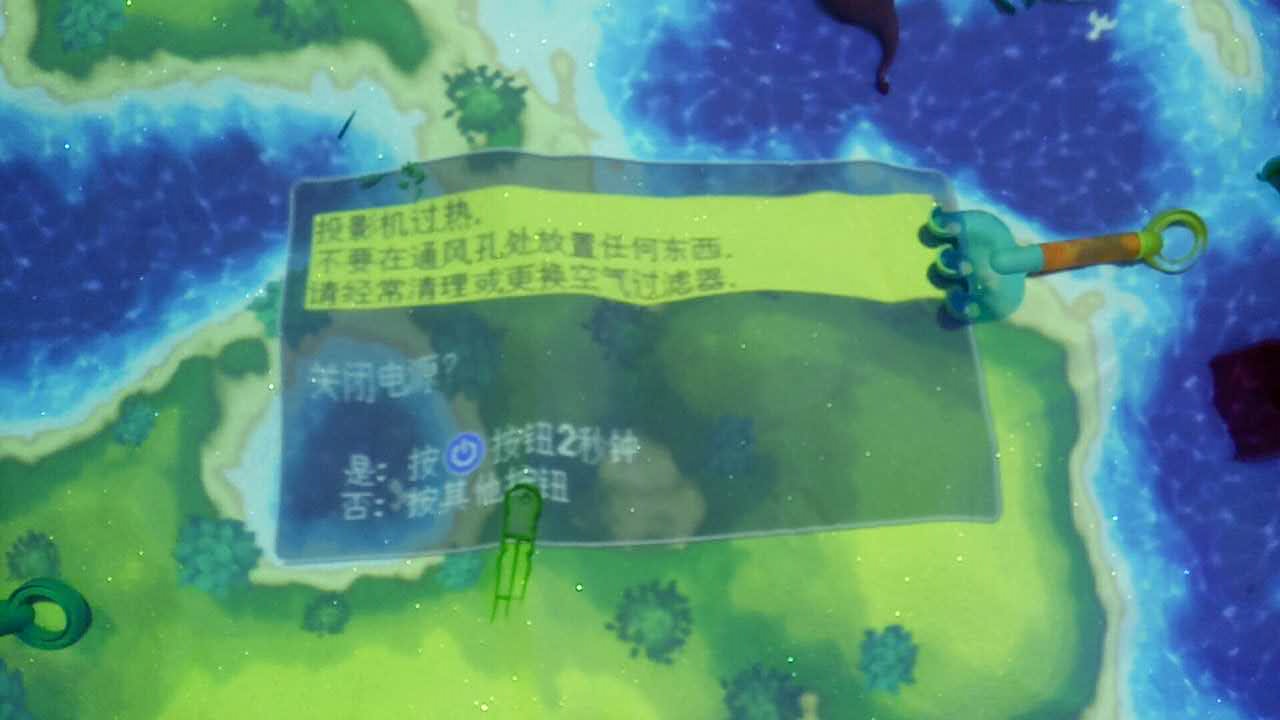 投影机过热.
不要在通风孔处放置任何东西.
请经常清理或更换空气过滤器.
关闭电源?
是: 按 按钮2秒钟
否: 按其他按钮